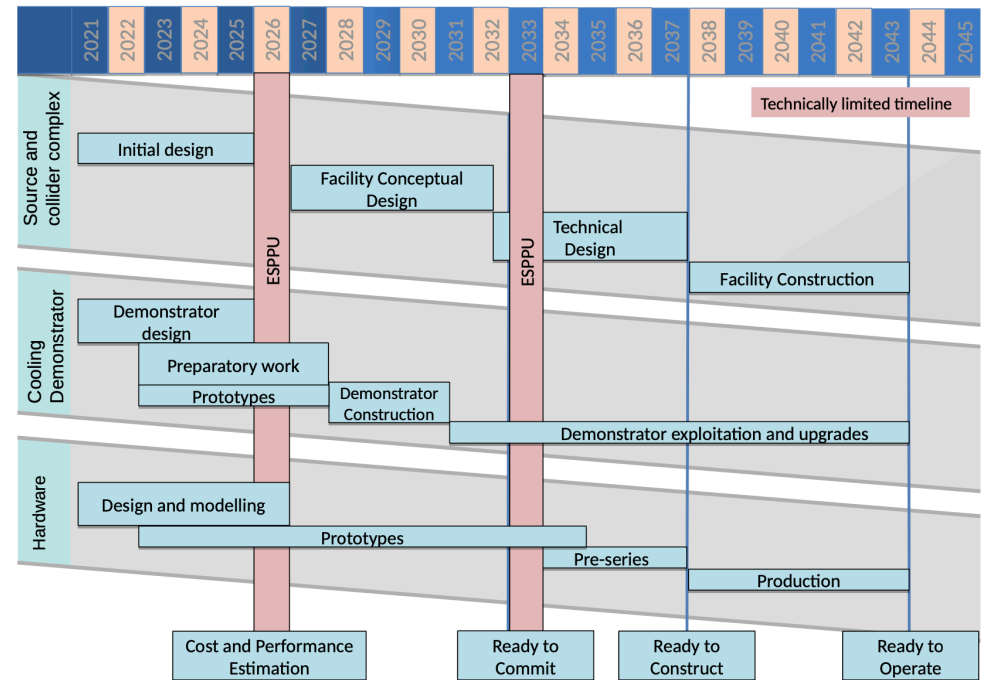 2021 2022 2023 2024 2025 2026 2027 2028 2029 2030 2031 2032 2033 2034 2035 2036 2037 2038 2039 2040 2041 2042 2043 2044 2045
Technically limited timeline
Source and
collider complex
Initial design
Facility Conceptual
Design
Technical
Design
ESPPU
ESPPU
Facility Construction
Cooling
Demonstrator
Demonstrator
design
Preparatory work
Prototypes
Demonstrator
Construction
Demonstrator exploitation and upgrades
Hardware
Design and modelling
Prototypes
Pre-series
Production
Cost and Performance
Estimation
Ready to
Commit
Ready to
Construct
Ready to
Operate